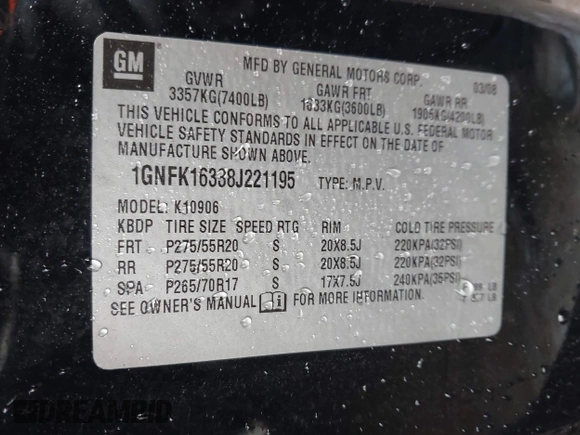 GM
MFD BY GENERAL MOTORS CORP.
03/08
GVWR GAWR FRT GAWR RR
3357KG(7400LB) 1633KG(3600LB) 1905KG(4200LB)
THIS VEHICLE CONFORMS TO ALL APPLICABLE U.S. FEDERAL MOTOR
VEHICLE SAFETY STANDARDS IN EFFECT ON THE DATE OF
MANUFACTURE SHOWN ABOVE.
1GNFK16338J221195 TYPE: M.P.V.
MODEL: K10906
KBDP TIRE SIZE SPEED RTG RIM COLD TIRE PRESSURE
FRT P275/55R20 S 20X8.5J 220KPA(32PSI)
RR P275/55R20 S 20X8.5J 220KPA(32PSI)
SPA P265/70R17 S 17X7.5J 240KPA(35PSI)
SEE OWNER'S MANUAL i FOR MORE INFORMATION.
LB
LB
DREAMBID